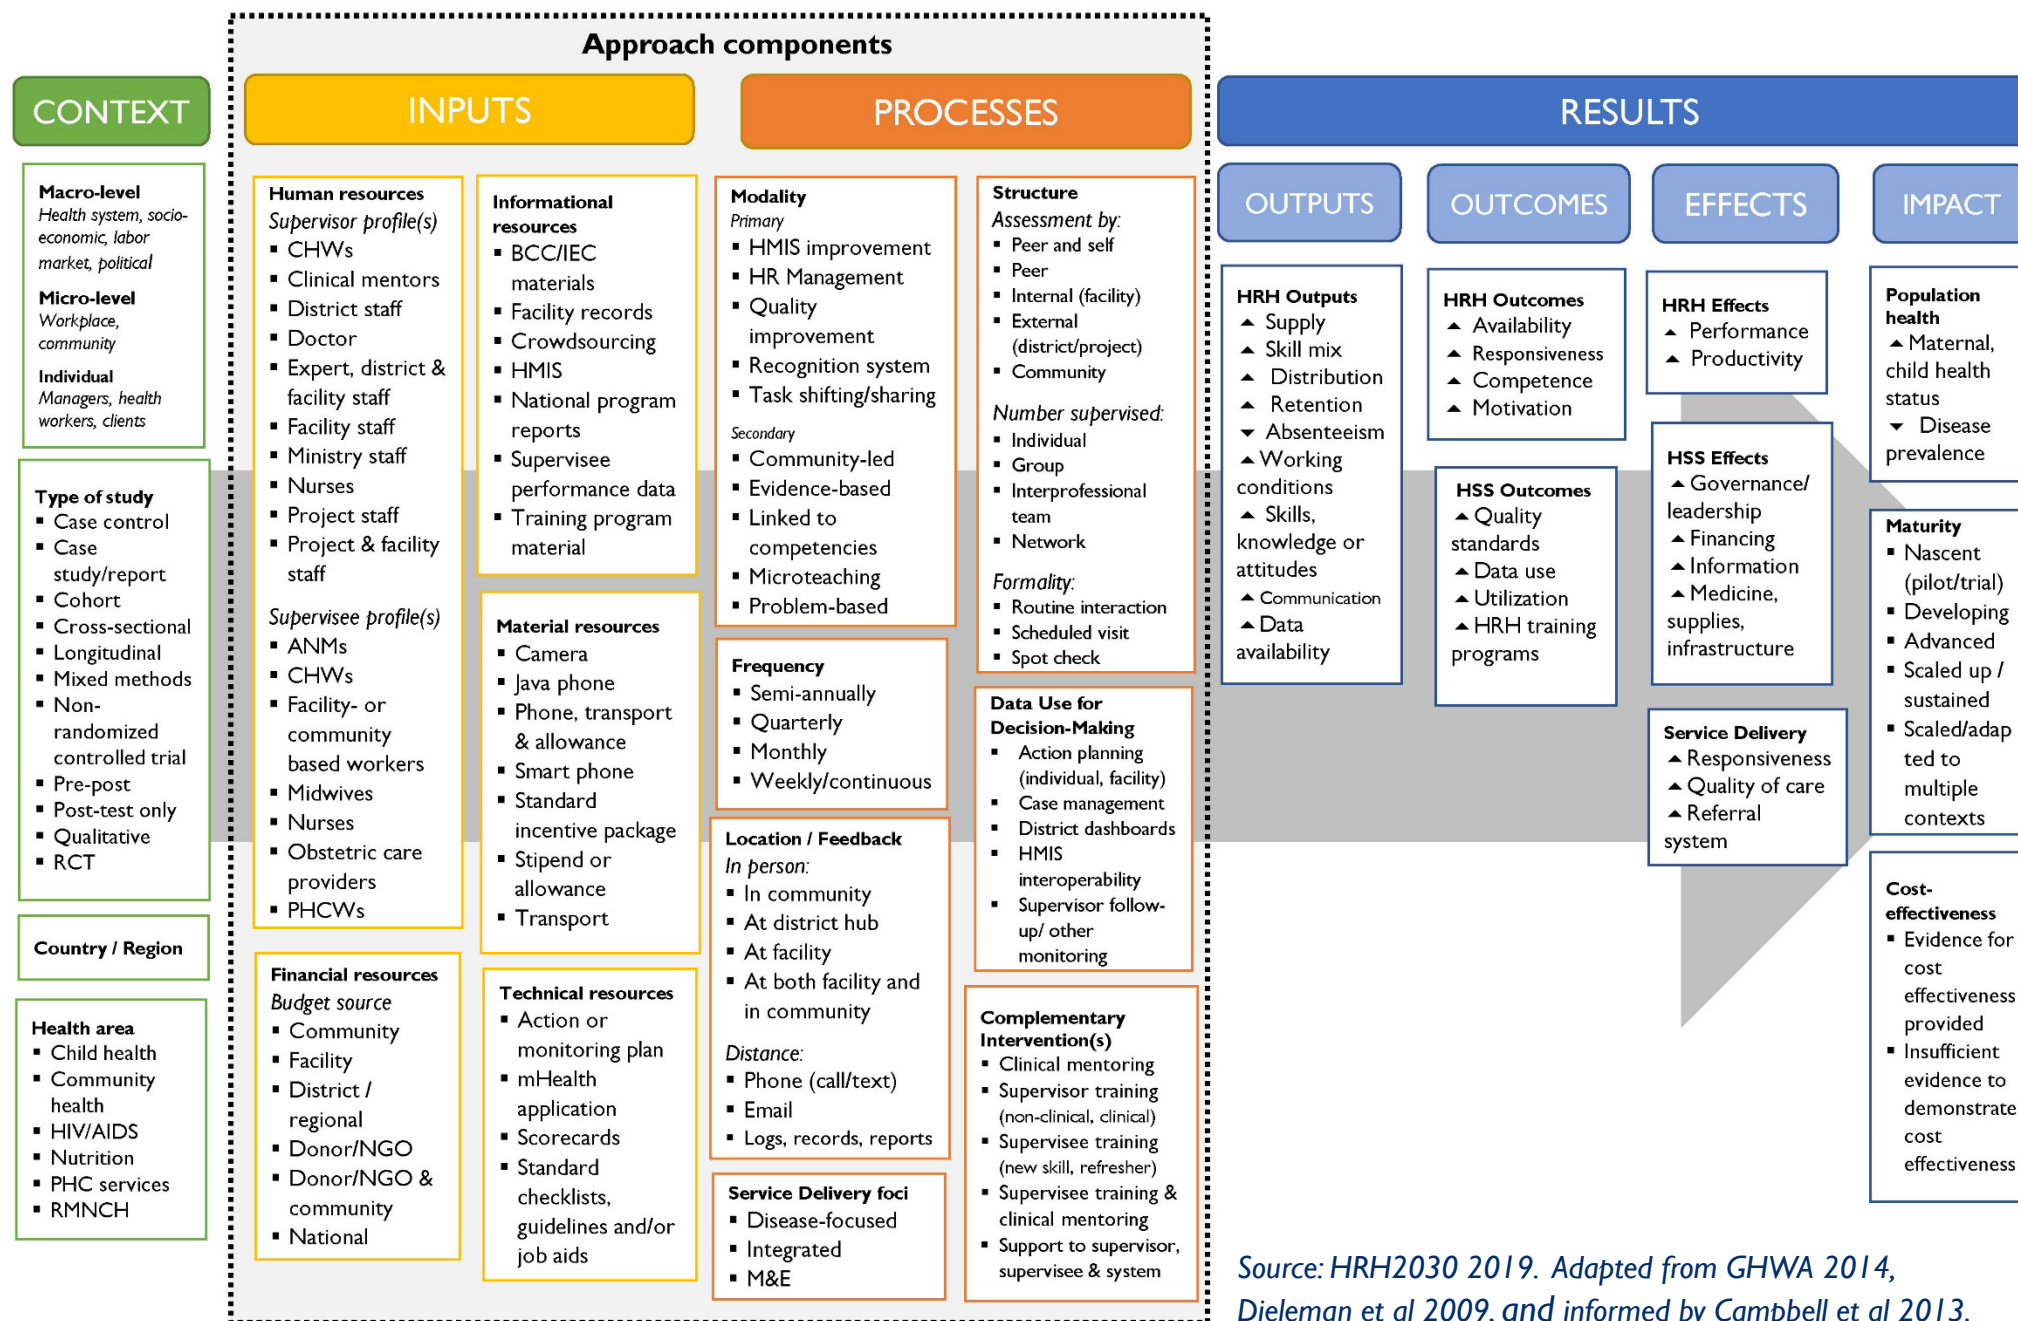 Approach components
CONTEXT
INPUTS
PROCESSES
RESULTS
OUTPUTS
OUTCOMES
EFFECTS
IMPACT
Macro-level
Health system, socio-
economic, labor
market, political
Micro-level
Workplace,
community
Individual
Managers, health
workers, clients
Type of study
▪ Case control
▪ Case
study/report
▪ Cohort
▪ Cross-sectional
▪ Longitudinal
▪ Mixed methods
▪ Non-
randomized
controlled trial
▪ Pre-post
▪ Post-test only
▪ Qualitative
▪ RCT
Country / Region
Health area
▪ Child health
▪ Community
health
▪ HIV/AIDS
▪ Nutrition
▪ PHC services
▪ RMNCH
Human resources
Supervisor profile(s)
▪ CHWs
▪ Clinical mentors
▪ District staff
▪ Doctor
▪ Expert, district &
facility staff
▪ Facility staff
▪ Ministry staff
▪ Nurses
▪ Project staff
▪ Project & facility
staff
Supervisee profile(s)
▪ ANMs
▪ CHWs
▪ Facility- or
community
based workers
▪ Midwives
▪ Nurses
▪ Obstetric care
providers
▪ PHCWs
Financial resources
Budget source
▪ Community
▪ Facility
▪ District /
regional
▪ Donor/NGO
▪ Donor/NGO &
community
▪ National
Informational
resources
▪ BCC/IEC
materials
▪ Facility records
▪ Crowdsourcing
▪ HMIS
▪ National program
reports
▪ Supervisee
performance data
▪ Training program
material
Material resources
▪ Camera
▪ Java phone
▪ Phone, transport
& allowance
▪ Smart phone
▪ Standard
incentive package
▪ Stipend or
allowance
▪ Transport
Technical resources
▪ Action or
monitoring plan
▪ mHealth
application
▪ Scorecards
▪ Standard
checklists,
guidelines and/or
job aids
Modality
Primary
▪ HMIS improvement
▪ HR Management
▪ Quality
improvement
▪ Recognition system
▪ Task shifting/sharing
Secondary
▪ Community-led
▪ Evidence-based
▪ Linked to
competencies
▪ Microteaching
▪ Problem-based
Frequency
▪ Semi-annually
▪ Quarterly
▪ Monthly
▪ Weekly/continuous
Location / Feedback
In person:
▪ In community
▪ At district hub
▪ At facility
▪ At both facility and
in community
Distance:
▪ Phone (call/text)
▪ Email
▪ Logs, records, reports
Service Delivery foci
▪ Disease-focused
▪ Integrated
▪ M&E
Structure
Assessment by:
▪ Peer and self
▪ Peer
▪ Internal (facility)
▪ External
(district/project)
▪ Community
Number supervised:
▪ Individual
▪ Group
▪ Interprofessional
team
▪ Network
Formality:
▪ Routine interaction
▪ Scheduled visit
▪ Spot check
Data Use for
Decision-Making
▪ Action planning
(individual, facility)
▪ Case management
▪ District dashboards
▪ HMIS
interoperability
▪ Supervisor follow-
up/ other
monitoring
Complementary
Intervention(s)
▪ Clinical mentoring
▪ Supervisor training
(non-clinical, clinical)
▪ Supervisee training
(new skill, refresher)
▪ Supervisee training &
clinical mentoring
▪ Support to supervisor,
supervisee & system
HRH Outputs
▲ Supply
▲ Skill mix
▲ Distribution
▲ Retention
▼ Absenteeism
▲ Working
conditions
▲ Skills,
knowledge or
attitudes
▲ Communication
▲ Data
availability
HRH Outcomes
▲ Availability
▲ Responsiveness
▲ Competence
▲ Motivation
HSS Outcomes
▲ Quality
standards
▲ Data use
▲ Utilization
▲ HRH training
programs
HRH Effects
▲ Performance
▲ Productivity
HSS Effects
▲ Governance/
leadership
▲ Financing
▲ Information
▲ Medicine,
supplies,
infrastructure
Service Delivery
▲ Responsiveness
▲ Quality of care
▲ Referral
system
Population
health
▲ Maternal,
child health
status
▼ Disease
prevalence
Maturity
▪ Nascent
(pilot/trial)
▪ Developing
▪ Advanced
▪ Scaled up /
sustained
▪ Scaled/adap
ted to
multiple
contexts
Cost-
effectiveness
▪ Evidence for
cost
effectiveness
provided
▪ Insufficient
evidence to
demonstrate
cost
effectiveness
Source: HRH2030 2019. Adapted from GHWA 2014,
Dieleman et al 2009, and informed by Campbell et al 2013.